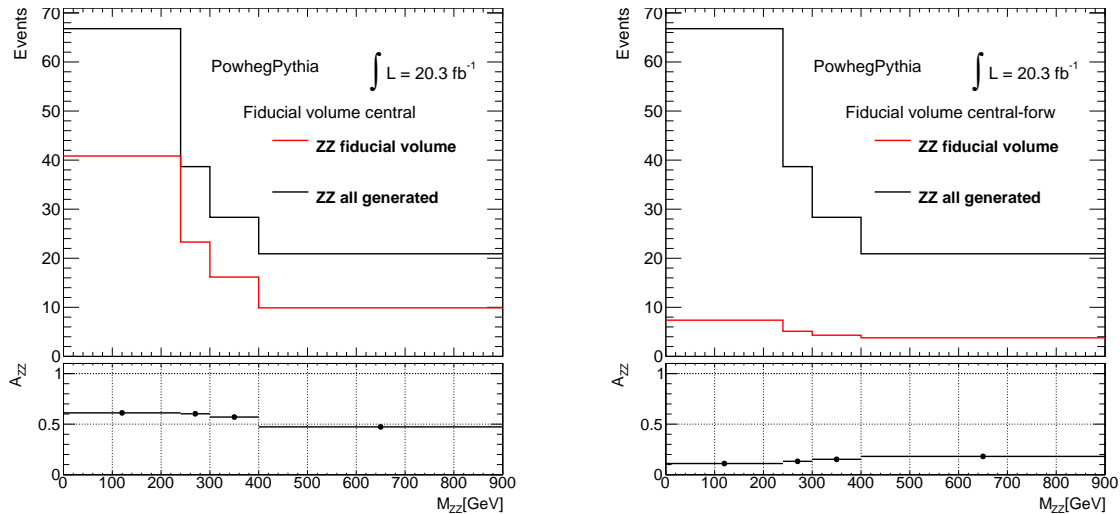 Events
70
60
50
40
30
20
10
0
PowhegPythia ∫ L = 20.3 fb⁻¹
Fiducial volume central
ZZ fiducial volume
ZZ all generated
A_ZZ
1
0.5
0
0 100 200 300 400 500 600 700 800 900
M_ZZ[GeV]
Events
70
60
50
40
30
20
10
0
PowhegPythia ∫ L = 20.3 fb⁻¹
Fiducial volume central-forw
ZZ fiducial volume
ZZ all generated
A_ZZ
1
0.5
0
0 100 200 300 400 500 600 700 800 900
M_ZZ[GeV]